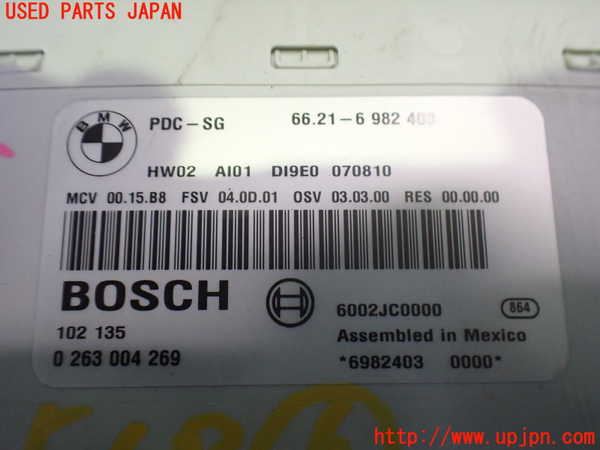 USED PARTS JAPAN
BMW
PDC-SG 66.21-6 982 403
HW02 AI01 DI9E0 070810
MCV 00.15.B8 FSV 04.0D.01 OSV 03.03.00 RES 00.00.00
BOSCH
6002JC0000 864
102 135
Assembled in Mexico
0 263 004 269
*6982403 0000*
http://www.upjpn.com/